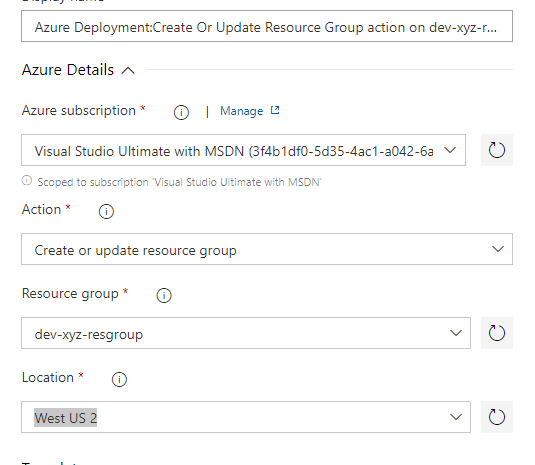 Display name
Azure Deployment:Create Or Update Resource Group action on dev-xyz-r...
Azure Details
Azure subscription * | Manage
Visual Studio Ultimate with MSDN (3f4b1df0-5d35-4ac1-a042-6a
Scoped to subscription 'Visual Studio Ultimate with MSDN'
Action *
Create or update resource group
Resource group *
dev-xyz-resgroup
Location *
West US 2